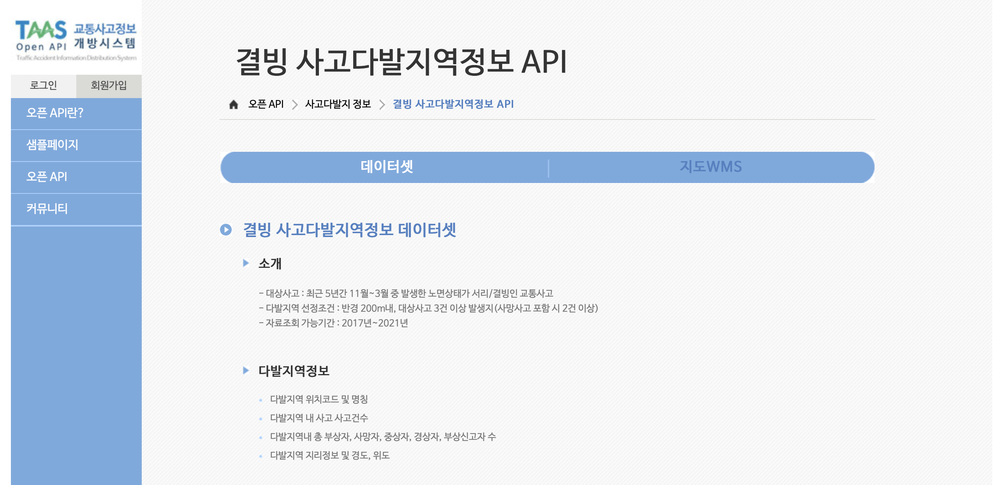 TAAS 교통사고정보
Open API 개방시스템
Traffic Accident Information Distribution System
로그인 회원가입
오픈 API란?
샘플페이지
오픈 API
커뮤니티
결빙 사고다발지역정보 API
오픈 API 사고다발지 정보 결빙 사고다발지역정보 API
데이터셋 지도WMS
결빙 사고다발지역정보 데이터셋
소개
- 대상사고 : 최근 5년간 11월~3월 중 발생한 노면상태가 서리/결빙인 교통사고
- 다발지역 선정조건 : 반경 200m내, 대상사고 3건 이상 발생지(사망사고 포함 시 2건 이상)
- 자료조회 가능기간 : 2017년~2021년
다발지역정보
다발지역 위치코드 및 명칭
다발지역 내 사고 사고건수
다발지역내 총 부상자, 사망자, 중상자, 경상자, 부상신고자 수
다발지역 지리정보 및 경도, 위도